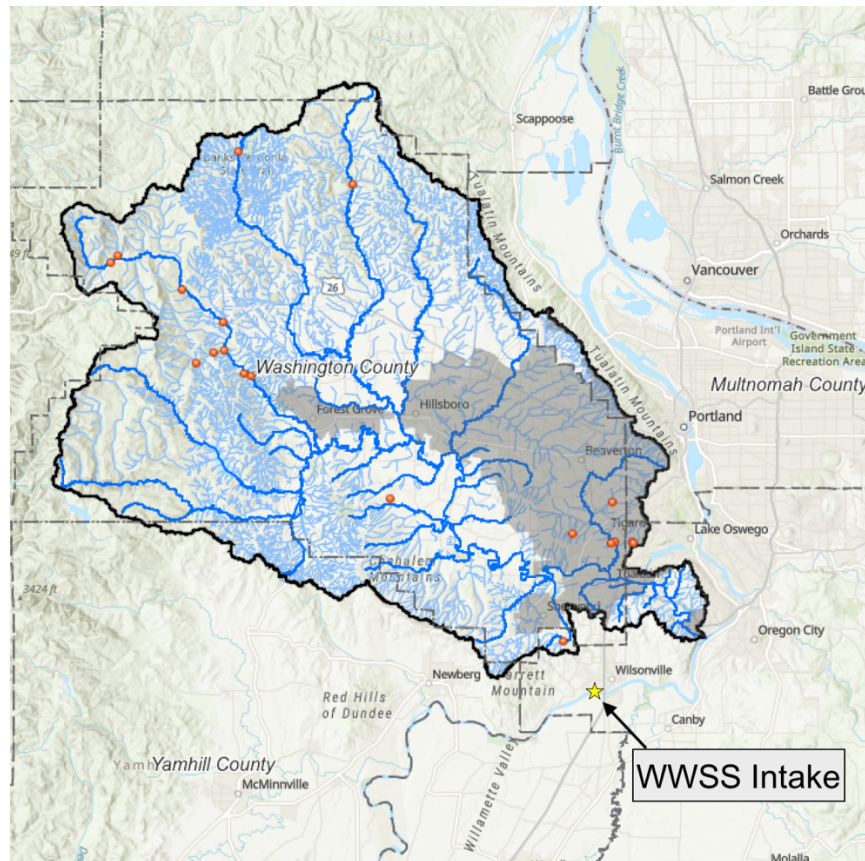 Battle Grou
Scappoose
Burnt Bridge Creek
Salmon Creek
Tualatin Mountains
Orchards
Vancouver
26
Portland Int'l
Airport
Government
Island State
Recreation Area
Washington County
Tualatin Mountains
Multnomah County
Forest Grove
Hillsboro
Portland
Beaverton
Tigard
Lake Oswego
Chehalem
Mountains
Tualatin
3424 ft
Sherwood
Oregon City
Newberg
Parrett
Mountain
Wilsonville
Red Hills
of Dundee
Canby
Willamette Valley
Yamhill County
WWSS Intake
McMinnville
Molalla